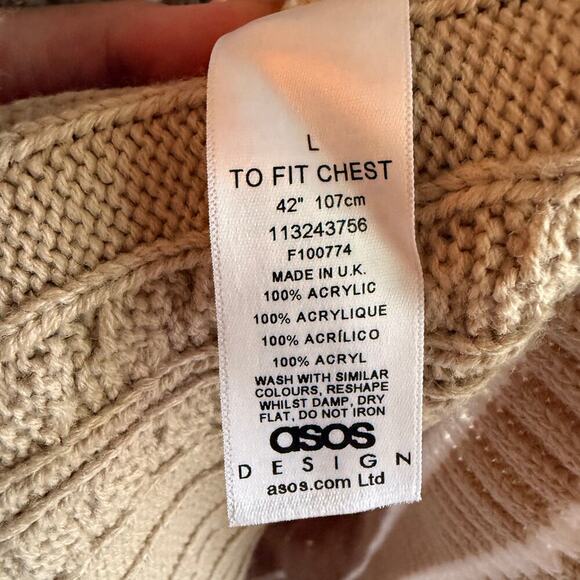 L
TO FIT CHEST
42" 107cm
113243756
F100774
MADE IN U.K.
100% ACRYLIC
100% ACRYLIQUE
100% ACRÍLICO
100% ACRYL
WASH WITH SIMILAR
COLOURS, RESHAPE
WHILST DAMP, DRY
FLAT, DO NOT IRON
asos
DESIGN
asos.com Ltd